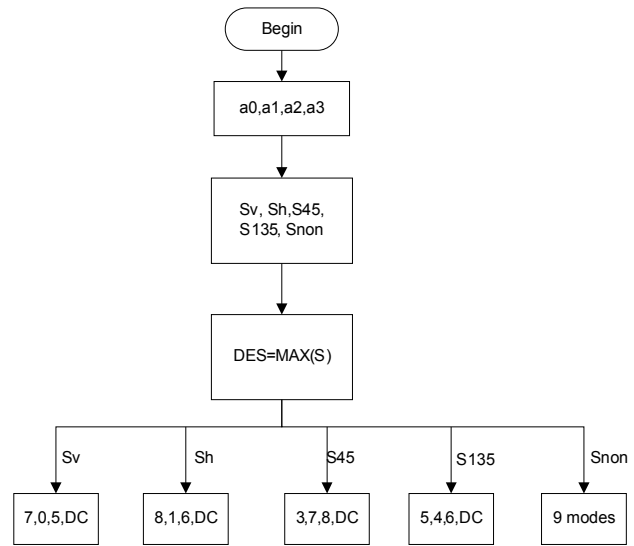 Begin
a0,a1,a2,a3
Sv, Sh,S45,
S135, Snon
DES=MAX(S)
Sv
Sh
S45
S135
Snon
7,0,5,DC
8,1,6,DC
3,7,8,DC
5,4,6,DC
9 modes